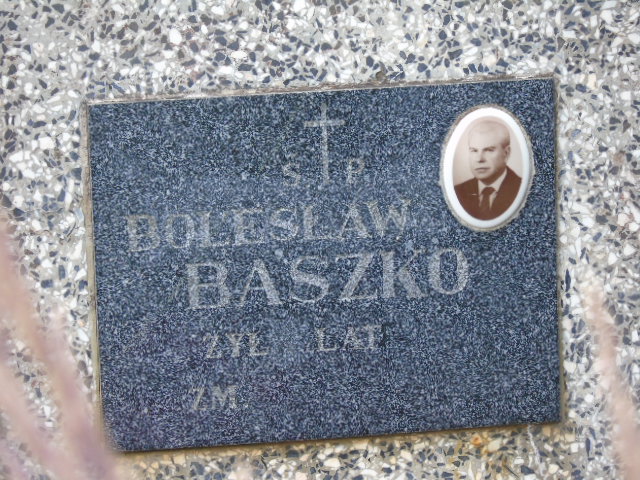 S P
BOLESŁAW
BASZKO
ŻYŁ LAT
ZM.